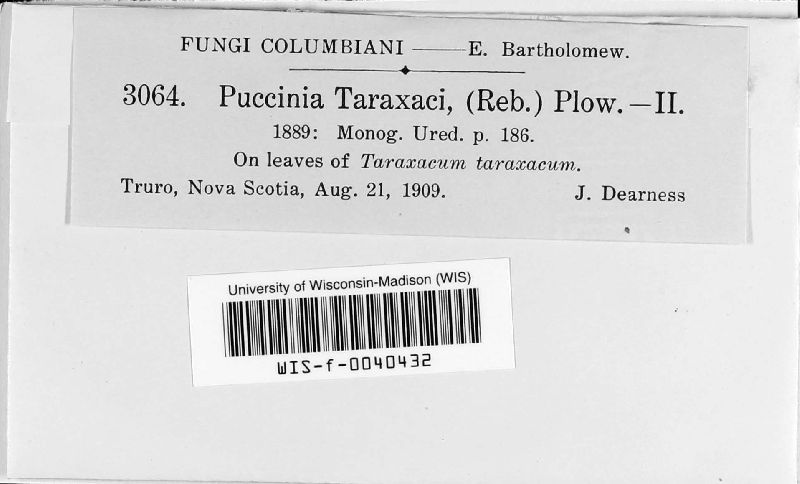 FUNGI COLUMBIANI —— E. Bartholomew.
3064. Puccinia Taraxaci, (Reb.) Plow.—II.
1889: Monog. Ured. p. 186.
On leaves of Taraxacum taraxacum.
Truro, Nova Scotia, Aug. 21, 1909. J. Dearness
University of Wisconsin-Madison (WIS)
WIS-f-0040432